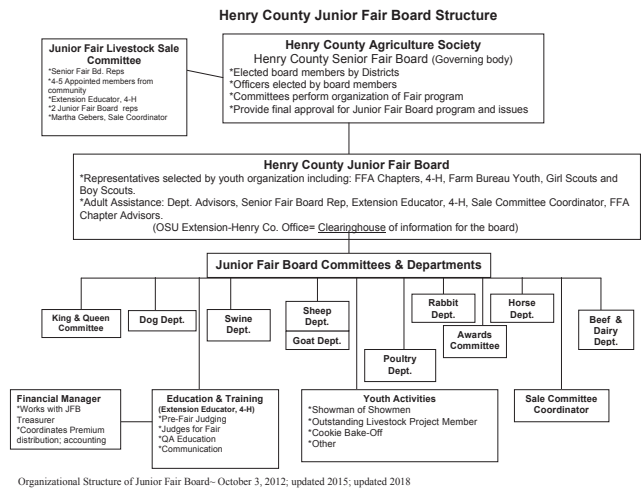 Henry County Junior Fair Board Structure
Junior Fair Livestock Sale
Committee
*Senior Fair Bd. Reps
*4-5 Appointed members from
community
*Extension Educator, 4-H
*2 Junior Fair Board reps
*Martha Gebers, Sale Coordinator
Henry County Agriculture Society
Henry County Senior Fair Board (Governing body)
*Elected board members by Districts
*Officers elected by board members
*Committees perform organization of Fair program
*Provide final approval for Junior Fair Board program and issues
Henry County Junior Fair Board
*Representatives selected by youth organization including: FFA Chapters, 4-H, Farm Bureau Youth, Girl Scouts and
Boy Scouts.
*Adult Assistance: Dept. Advisors, Senior Fair Board Rep, Extension Educator, 4-H, Sale Committee Coordinator, FFA
Chapter Advisors.
(OSU Extension-Henry Co. Office= Clearinghouse of information for the board)
Junior Fair Board Committees & Departments
King & Queen
Committee
Dog Dept.
Swine
Dept.
Sheep
Dept.
Goat Dept.
Poultry
Dept.
Rabbit
Dept.
Awards
Committee
Horse
Dept.
Beef &
Dairy
Dept.
Financial Manager
*Works with JFB
Treasurer
*Coordinates Premium
distribution; accounting
Education & Training
(Extension Educator, 4-H)
*Pre-Fair Judging
*Judges for Fair
*QA Education
*Communication
Youth Activities
*Showman of Showmen
*Outstanding Livestock Project Member
*Cookie Bake-Off
*Other
Sale Committee
Coordinator
Organizational Structure of Junior Fair Board~ October 3, 2012; updated 2015; updated 2018